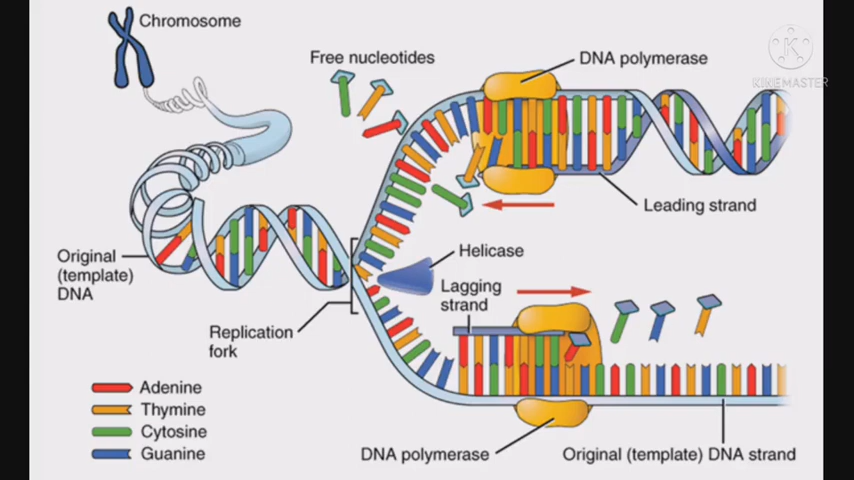 Chromosome
Free nucleotides
DNA polymerase
K
KINEMASTER
Leading strand
Helicase
Original
(template)
DNA
Lagging
strand
Replication
fork
Adenine
Thymine
Cytosine
Guanine
DNA polymerase
Original (template) DNA strand